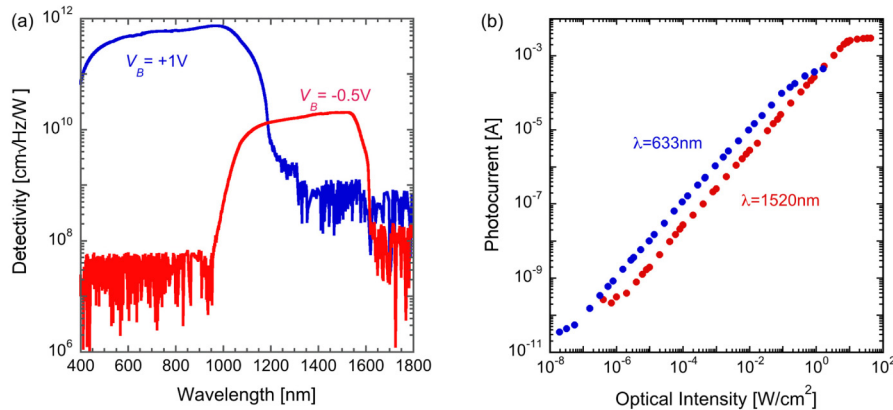 (a)
Detectivity [cm√Hz/W]
10^12
10^10
10^8
10^6
V_B = +1V
V_B = -0.5V
400 600 800 1000 1200 1400 1600 1800
Wavelength [nm]
(b)
Photocurrent [A]
10^-3
10^-5
10^-7
10^-9
10^-11
λ=633nm
λ=1520nm
10^-8 10^-6 10^-4 10^-2 10^0 10^2
Optical Intensity [W/cm^2]